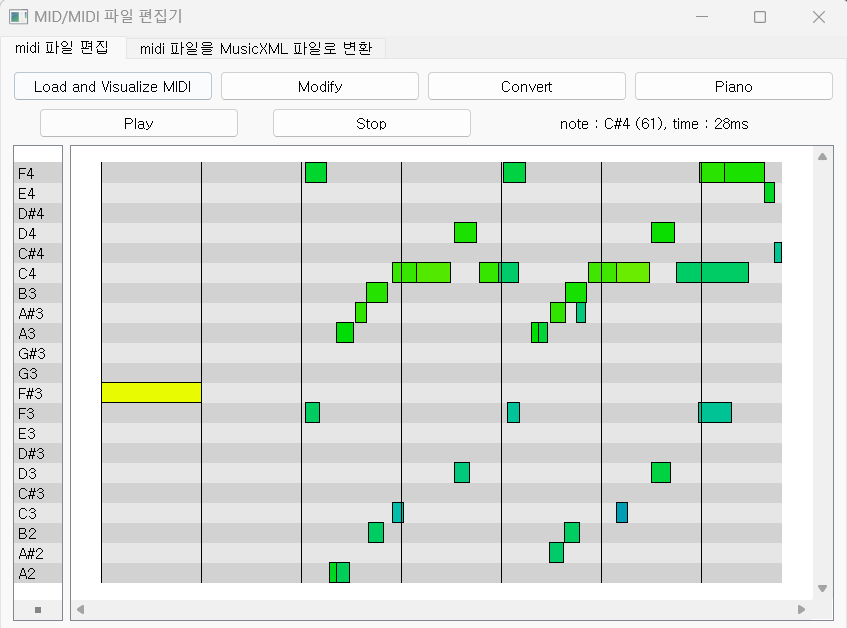 MID/MIDI 파일 편집기
midi 파일 편집 midi 파일을 MusicXML 파일로 변환
Load and Visualize MIDI Modify Convert Piano
Play Stop note : C#4 (61), time : 28ms
F4
E4
D#4
D4
C#4
C4
B3
A#3
A3
G#3
G3
F#3
F3
E3
D#3
D3
C#3
C3
B2
A#2
A2